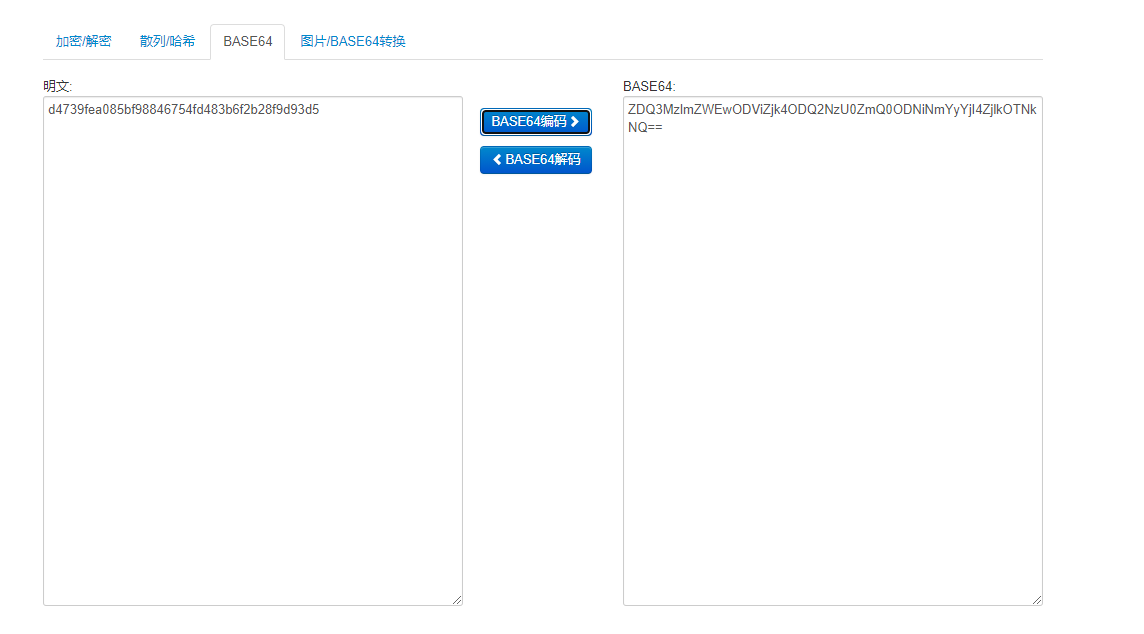 加密/解密
散列/哈希
BASE64
图片/BASE64转换
明文:
BASE64:
d4739fea085bf98846754fd483b6f2b28f9d93d5
BASE64编码
BASE64解码
ZDQ3MzlmZWEwODViZjk4ODQ2NzU0ZmQ0ODNiNmYyYjI4ZjlkOTNk
NQ==